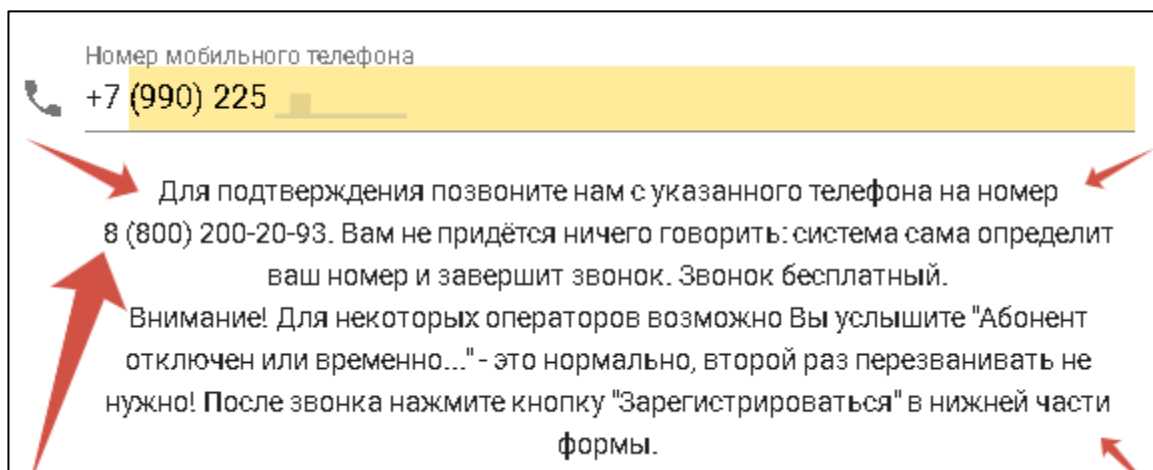 Номер мобильного телефона
+7 (990) 225
Для подтверждения позвоните нам с указанного телефона на номер
8 (800) 200-20-93. Вам не придётся ничего говорить: система сама определит
ваш номер и завершит звонок. Звонок бесплатный.
Внимание! Для некоторых операторов возможно Вы услышите "Абонент
отключен или временно..." - это нормально, второй раз перезванивать не
нужно! После звонка нажмите кнопку "Зарегистрироваться" в нижней части
формы.